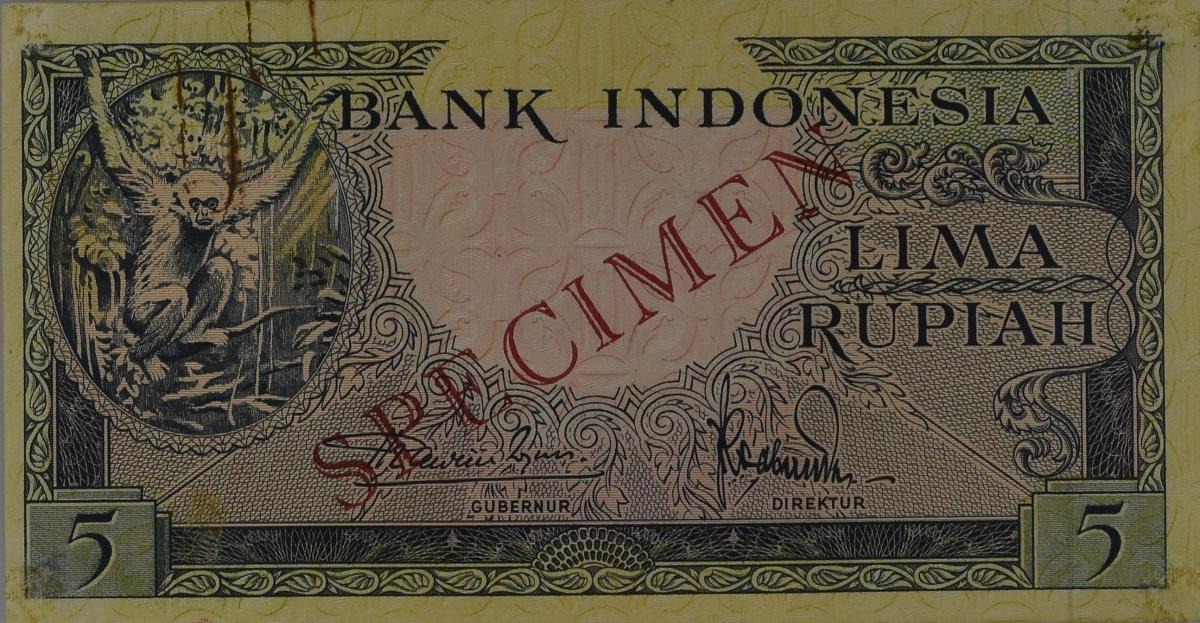 BANK INDONESIA
SPECIMEN
LIMA
RUPIAH
GUBERNUR
DIREKTUR
5
5